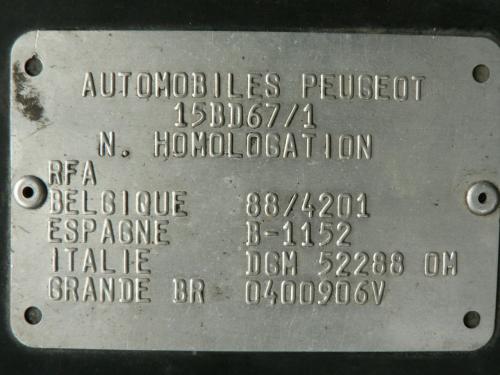 AUTOMOBILES PEUGEOT
15BD67/1
N. HOMOLOGATION
RFA
BELGIQUE 88/4201
ESPAGNE B-1152
ITALIE DGM 52288 OM
GRANDE BR 0400906V